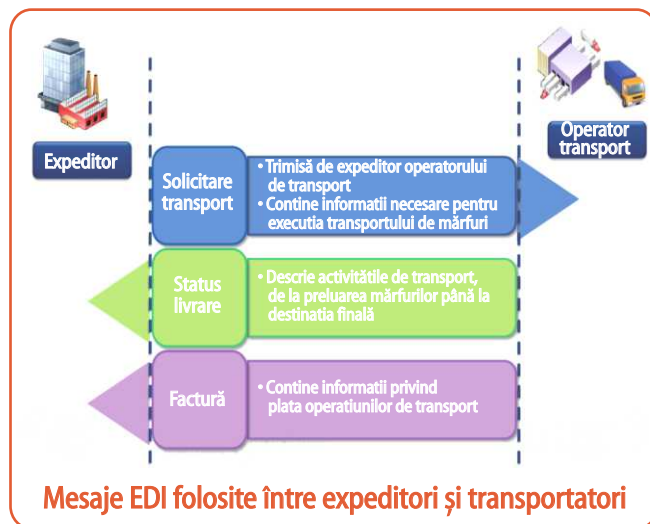 Expeditor
Operator
transport
Solicitare
transport
• Trimisă de expeditor operatorului
de transport
• Contine informatii necesare pentru
executia transportului de mărfuri
Status
livrare
• Descrie activitătile de transport,
de la preluarea mărfurilor până la
destinatia finală
Factură
• Contine informatii privind
plata operatiunilor de transport
Mesaje EDI folosite între expeditori și transportatori